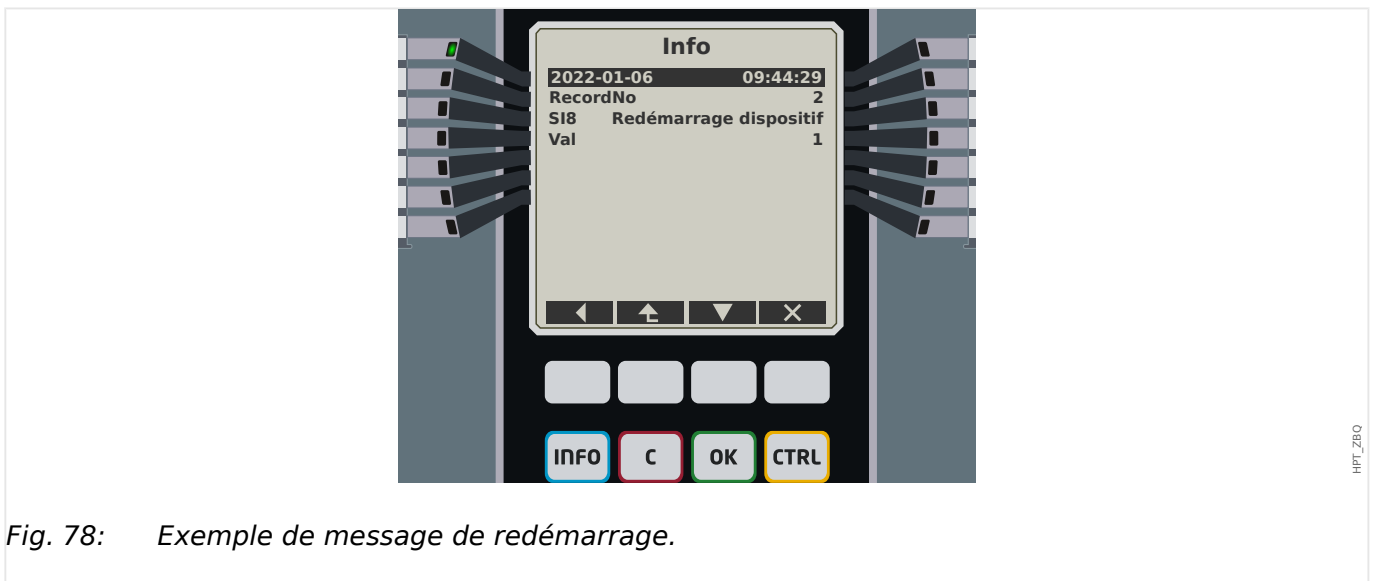 Info
2022-01-06 09:44:29
RecordNo 2
SI8 Redémarrage dispositif
Val 1
INFO C OK CTRL
HPT_ZBQ
Fig. 78: Exemple de message de redémarrage.